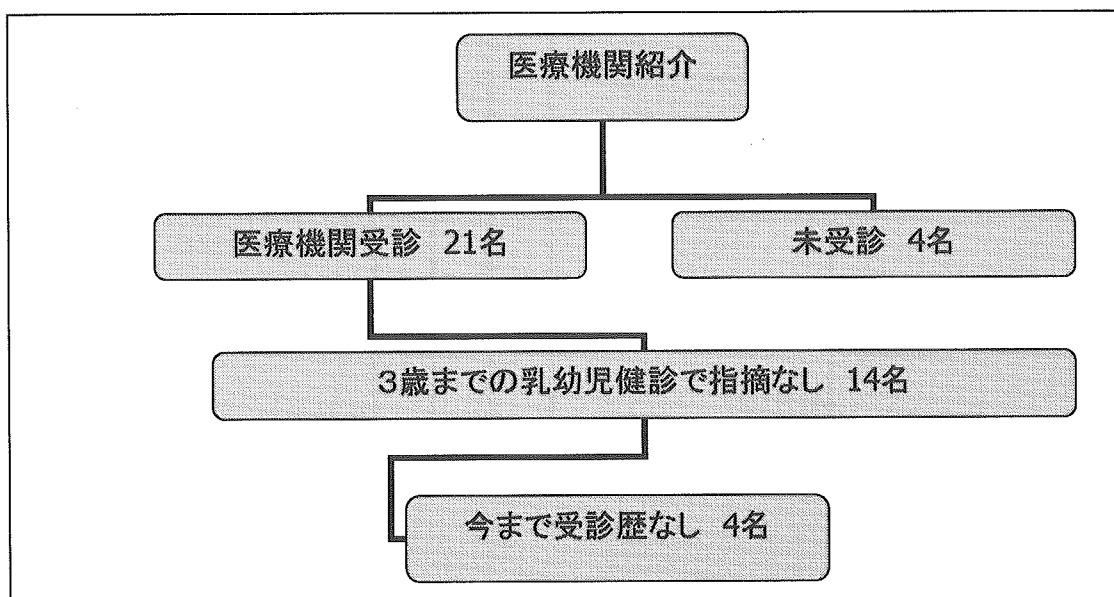 医療機関紹介
医療機関受診 21名
未受診 4名
3歳までの乳幼児健診で指摘なし 14名
今まで受診歴なし 4名